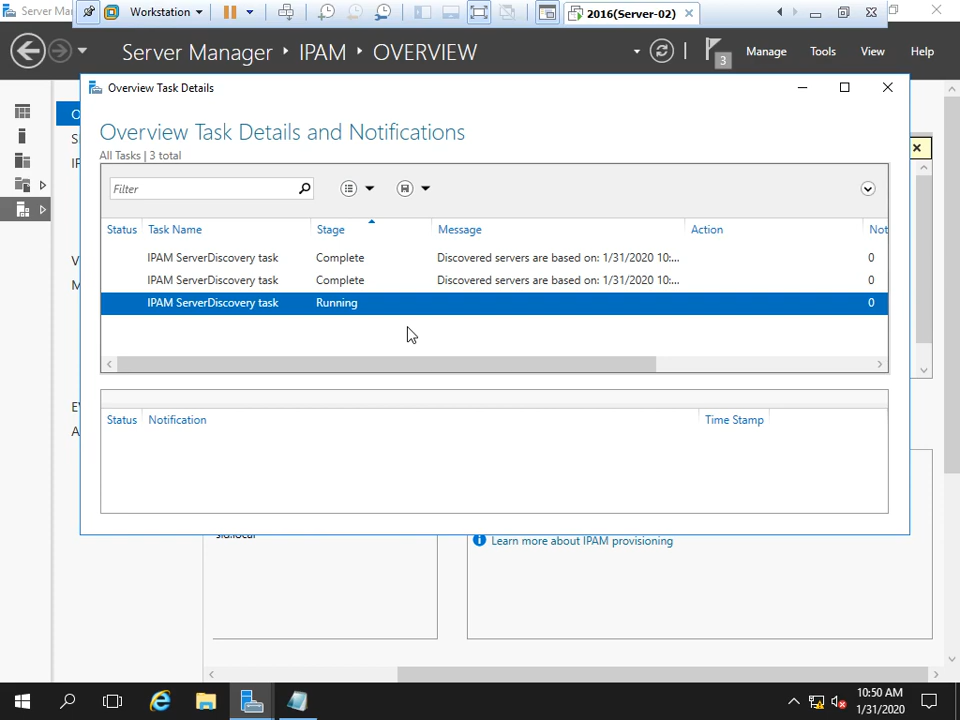 Server Mar
Workstation
2016(Server-02)
Server Manager
IPAM
OVERVIEW
3
Manage
Tools
View
Help
Overview Task Details
Overview Task Details and Notifications
All Tasks | 3 total
Filter
Status Task Name Stage Message Action Not
IPAM ServerDiscovery task Complete Discovered servers are based on: 1/31/2020 10:... 0
IPAM ServerDiscovery task Complete Discovered servers are based on: 1/31/2020 10:... 0
IPAM ServerDiscovery task Running 0
Status Notification Time Stamp
O
S
IF
V
M
E
A
Learn more about IPAM provisioning
10:50 AM
1/31/2020